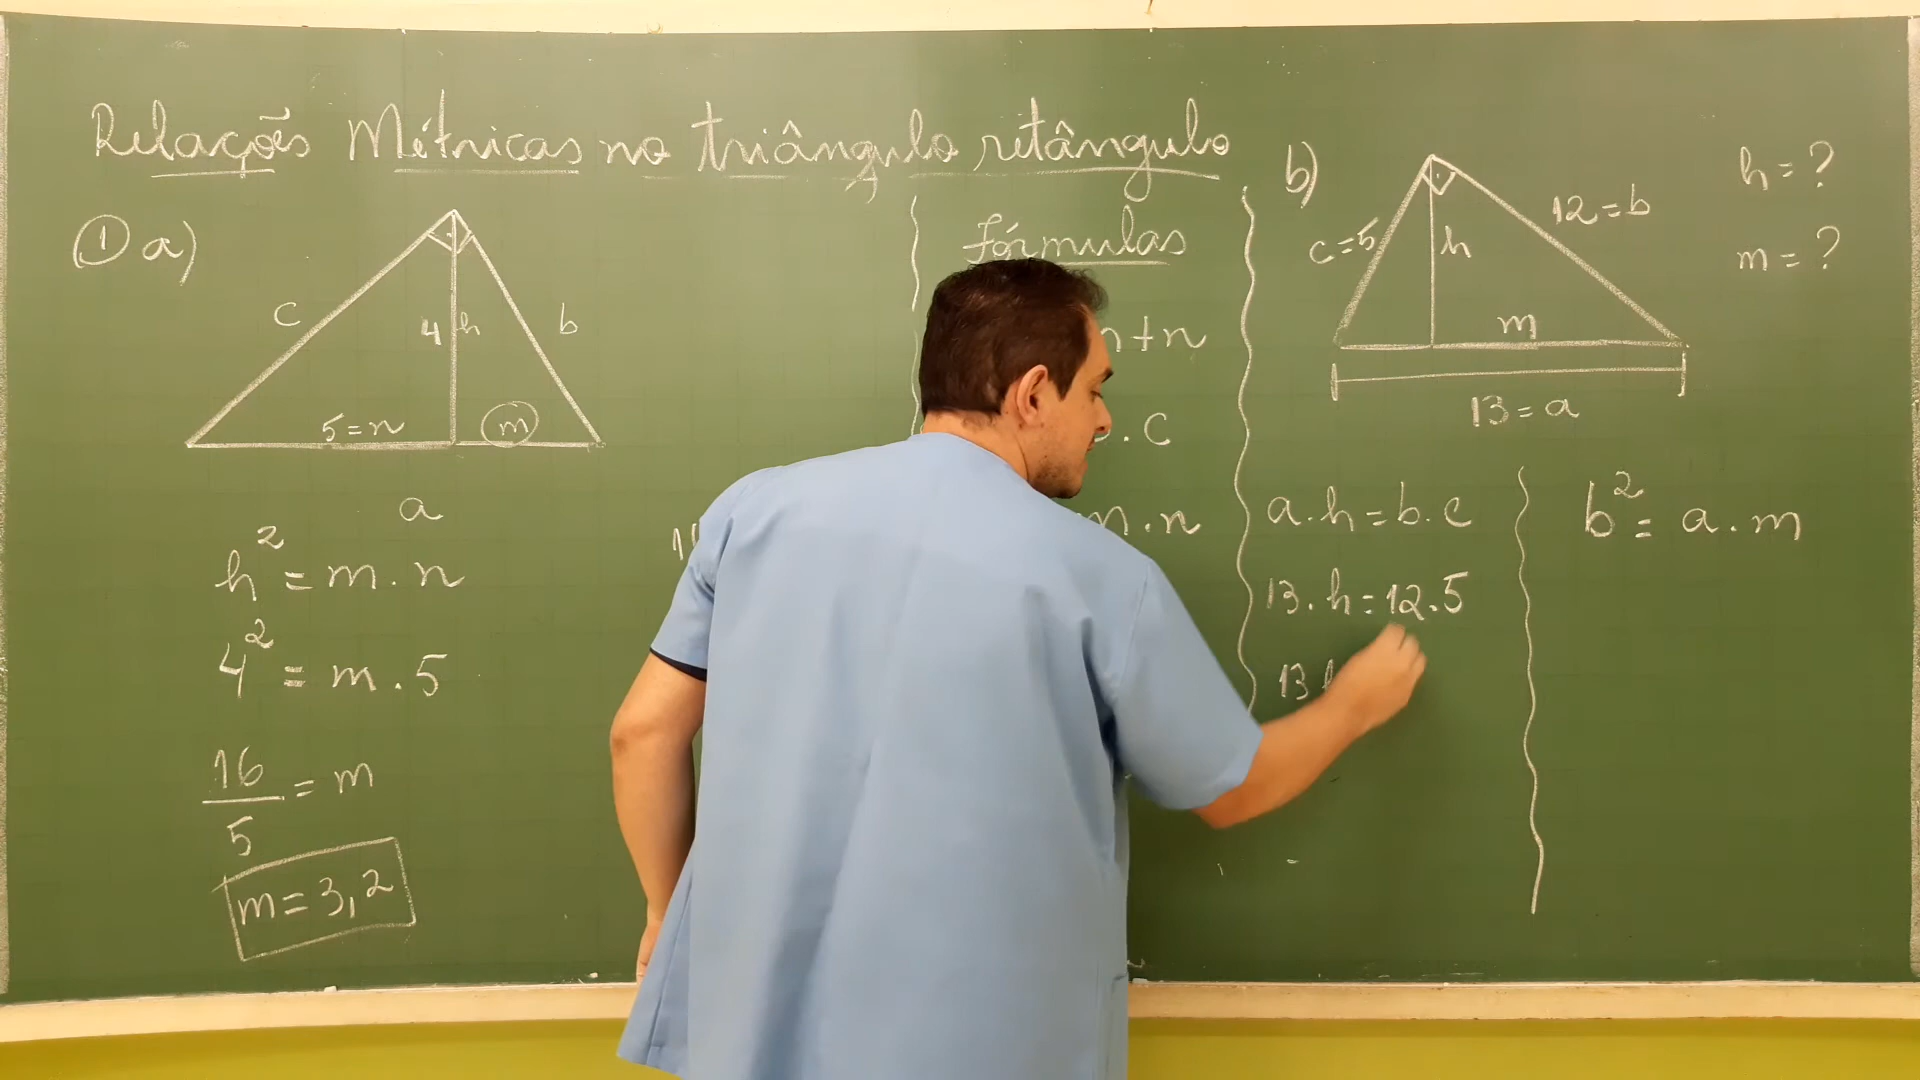 Relações Métricas no triângulo retângulo
① a)
c
4
h
b
5=n
m
a
h² = m . n
4² = m . 5
16/5 = m
m = 3,2
fórmulas
+n
. c
. n
b)
c=5
h
12=b
m
13=a
h=?
m=?
a.h=b.c
13.h=12.5
13
b² = a . m